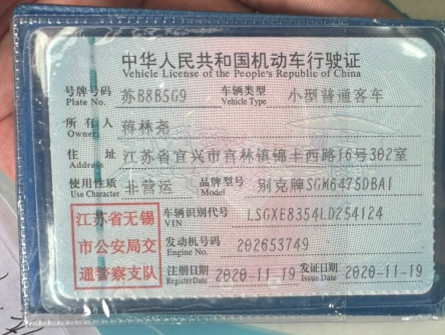 中华人民共和国机动车行驶证
Vehicle License of the People's Republic of China
号牌号码 苏B8B5G9 车辆类型 小型普通客车
Plate No. Vehicle Type
所有人 蒋林尧
Owner
住址 江苏省宜兴市官林镇锦丰西路16号302室
Address
使用性质 非营运 品牌型号 别克牌SGM6475DBA1
Use Character Model
江苏省无锡 车辆识别代号 LSGXE8354LD254124
市公安局交 VIN
通警察支队 发动机号码 202653749
Engine No.
注册日期 2020-11-19 发证日期 2020-11-19
Register Date Issue Date